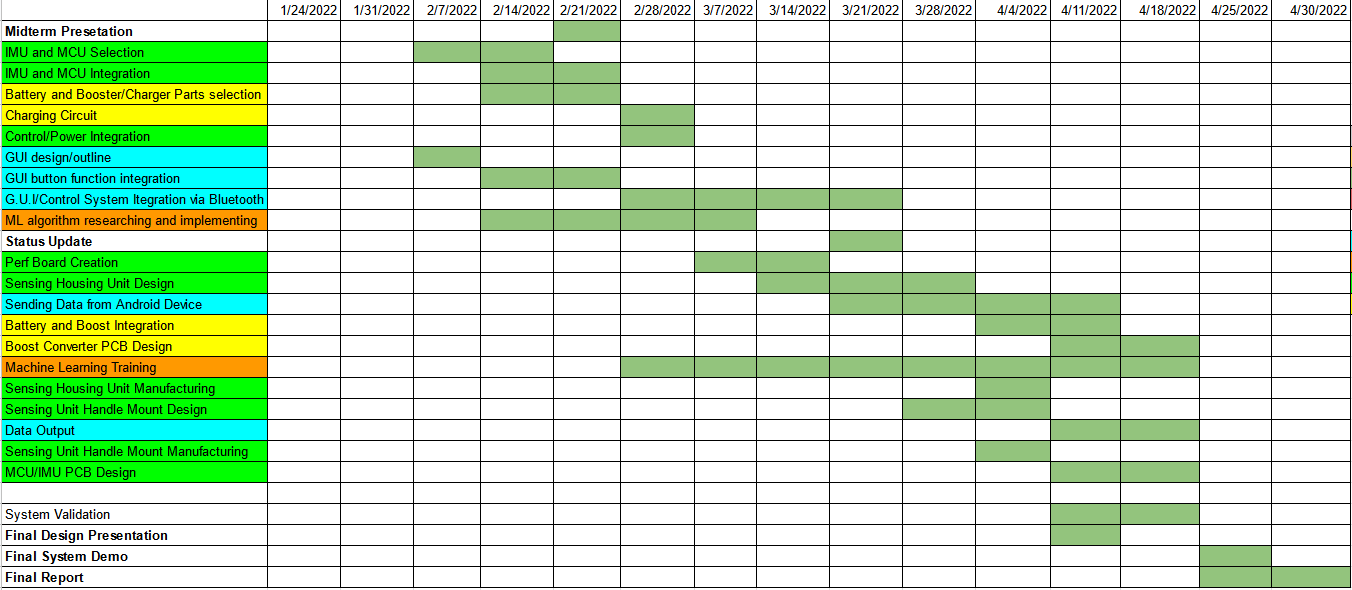 1/24/2022 1/31/2022 2/7/2022 2/14/2022 2/21/2022 2/28/2022 3/7/2022 3/14/2022 3/21/2022 3/28/2022 4/4/2022 4/11/2022 4/18/2022 4/25/2022 4/30/2022
Midterm Presetation
IMU and MCU Selection
IMU and MCU Integration
Battery and Booster/Charger Parts selection
Charging Circuit
Control/Power Integration
GUI design/outline
GUI button function integration
G.U.I/Control System Itegration via Bluetooth
ML algorithm researching and implementing
Status Update
Perf Board Creation
Sensing Housing Unit Design
Sending Data from Android Device
Battery and Boost Integration
Boost Converter PCB Design
Machine Learning Training
Sensing Housing Unit Manufacturing
Sensing Unit Handle Mount Design
Data Output
Sensing Unit Handle Mount Manufacturing
MCU/IMU PCB Design
System Validation
Final Design Presentation
Final System Demo
Final Report